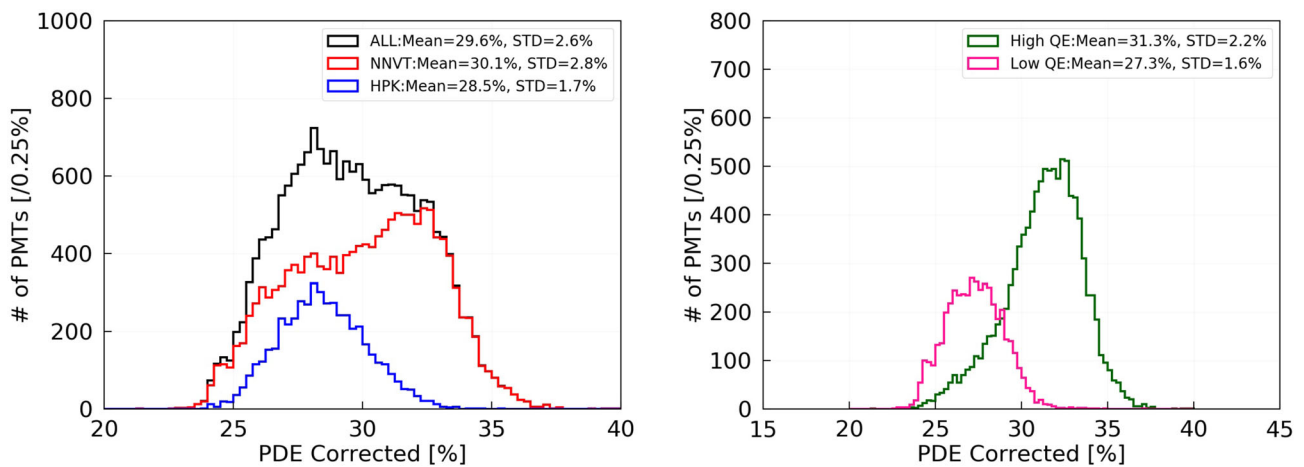 1000
800
600
400
200
0
# of PMTs [/0.25%]
ALL:Mean=29.6%, STD=2.6%
NNVT:Mean=30.1%, STD=2.8%
HPK:Mean=28.5%, STD=1.7%
20 25 30 35 40
PDE Corrected [%]
800
700
600
500
400
300
200
100
0
# of PMTs [/0.25%]
High QE:Mean=31.3%, STD=2.2%
Low QE:Mean=27.3%, STD=1.6%
15 20 25 30 35 40 45
PDE Corrected [%]